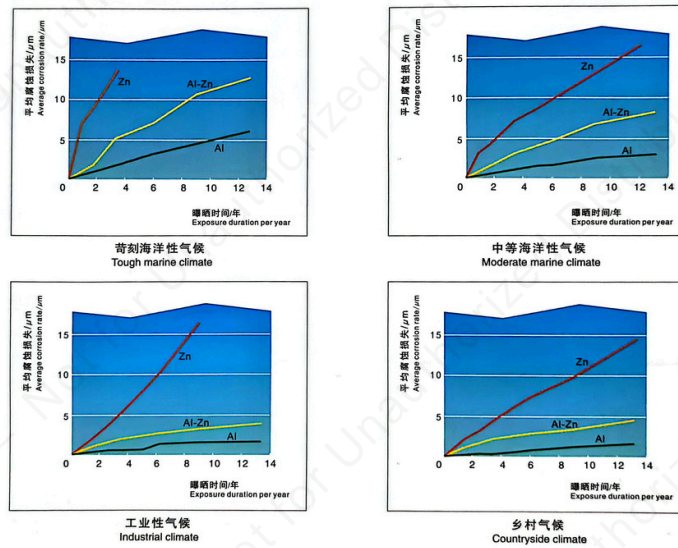 平均腐蚀损失/μm
Average corrosion rate/μm
15
10
5
0 2 4 6 8 10 12 14
Zn
Al-Zn
Al
曝晒时间/年
Exposure duration per year
苛刻海洋性气候
Tough marine climate
平均腐蚀损失/μm
Average corrosion rate/μm
15
10
5
0 2 4 6 8 10 12 14
Zn
Al-Zn
Al
曝晒时间/年
Exposure duration per year
中等海洋性气候
Moderate marine climate
平均腐蚀损失/μm
Average corrosion rate/μm
15
10
5
0 2 4 6 8 10 12 14
Zn
Al-Zn
Al
曝晒时间/年
Exposure duration per year
工业性气候
Industrial climate
平均腐蚀损失/μm
Average corrosion rate/μm
15
10
5
0 2 4 6 8 10 12 14
Zn
Al-Zn
Al
曝晒时间/年
Exposure duration per year
乡村气候
Countryside climate